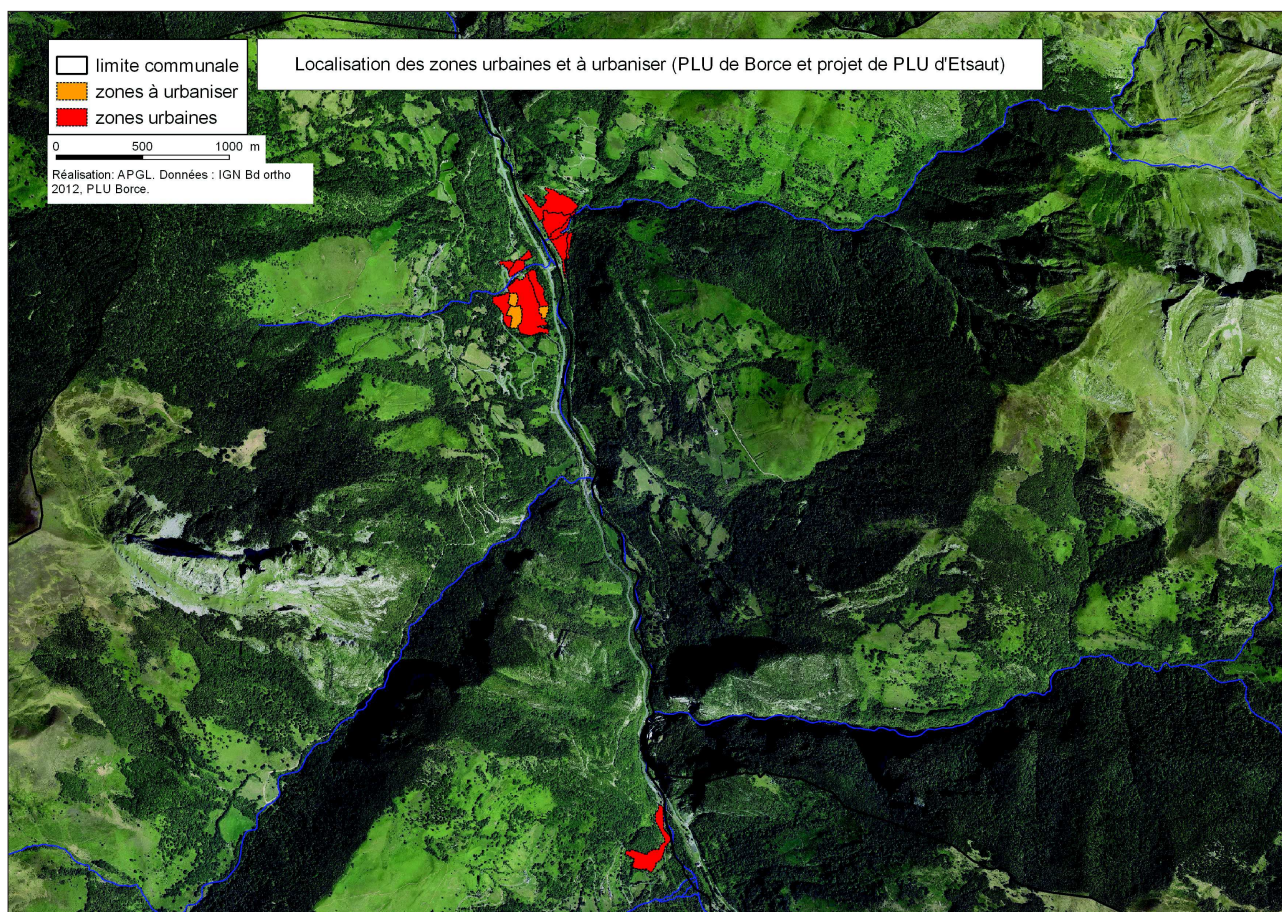 limite communale
zones à urbaniser
zones urbaines
Localisation des zones urbaines et à urbaniser (PLU de Borce et projet de PLU d'Etsaut)
0 500 1000 m
Réalisation: APGL. Données : IGN Bd ortho
2012, PLU Borce.